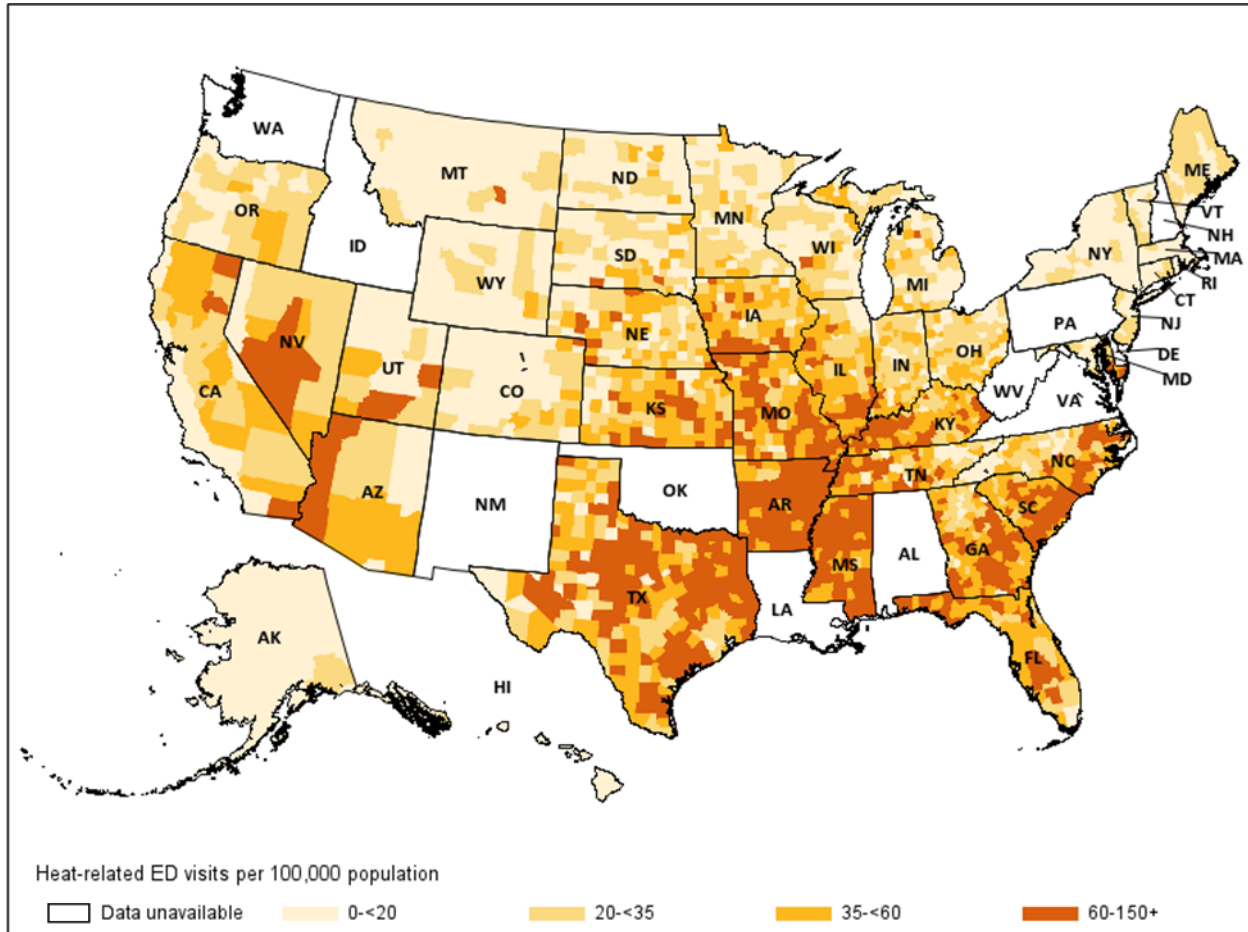 WA
MT
ND
MN
ME
OR
ID
VT
NH
WI
SD
NY
MA
WY
MI
RI
IA
CT
NE
PA
NJ
NV
OH
UT
IL
IN
DE
CA
CO
MD
WV
VA
KS
MO
KY
NC
TN
AZ
OK
NM
AR
SC
GA
MS
AL
TX
LA
AK
FL
HI
Heat-related ED visits per 100,000 population
Data unavailable 0-<20 20-<35 35-<60 60-150+